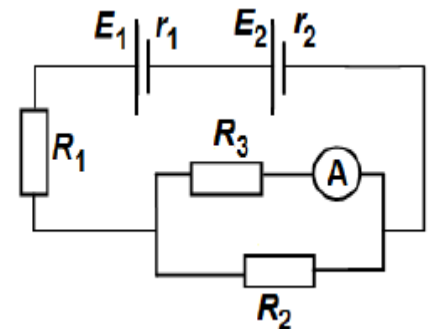 E₁ r₁ E₂ r₂
R₁
R₃
A
R₂